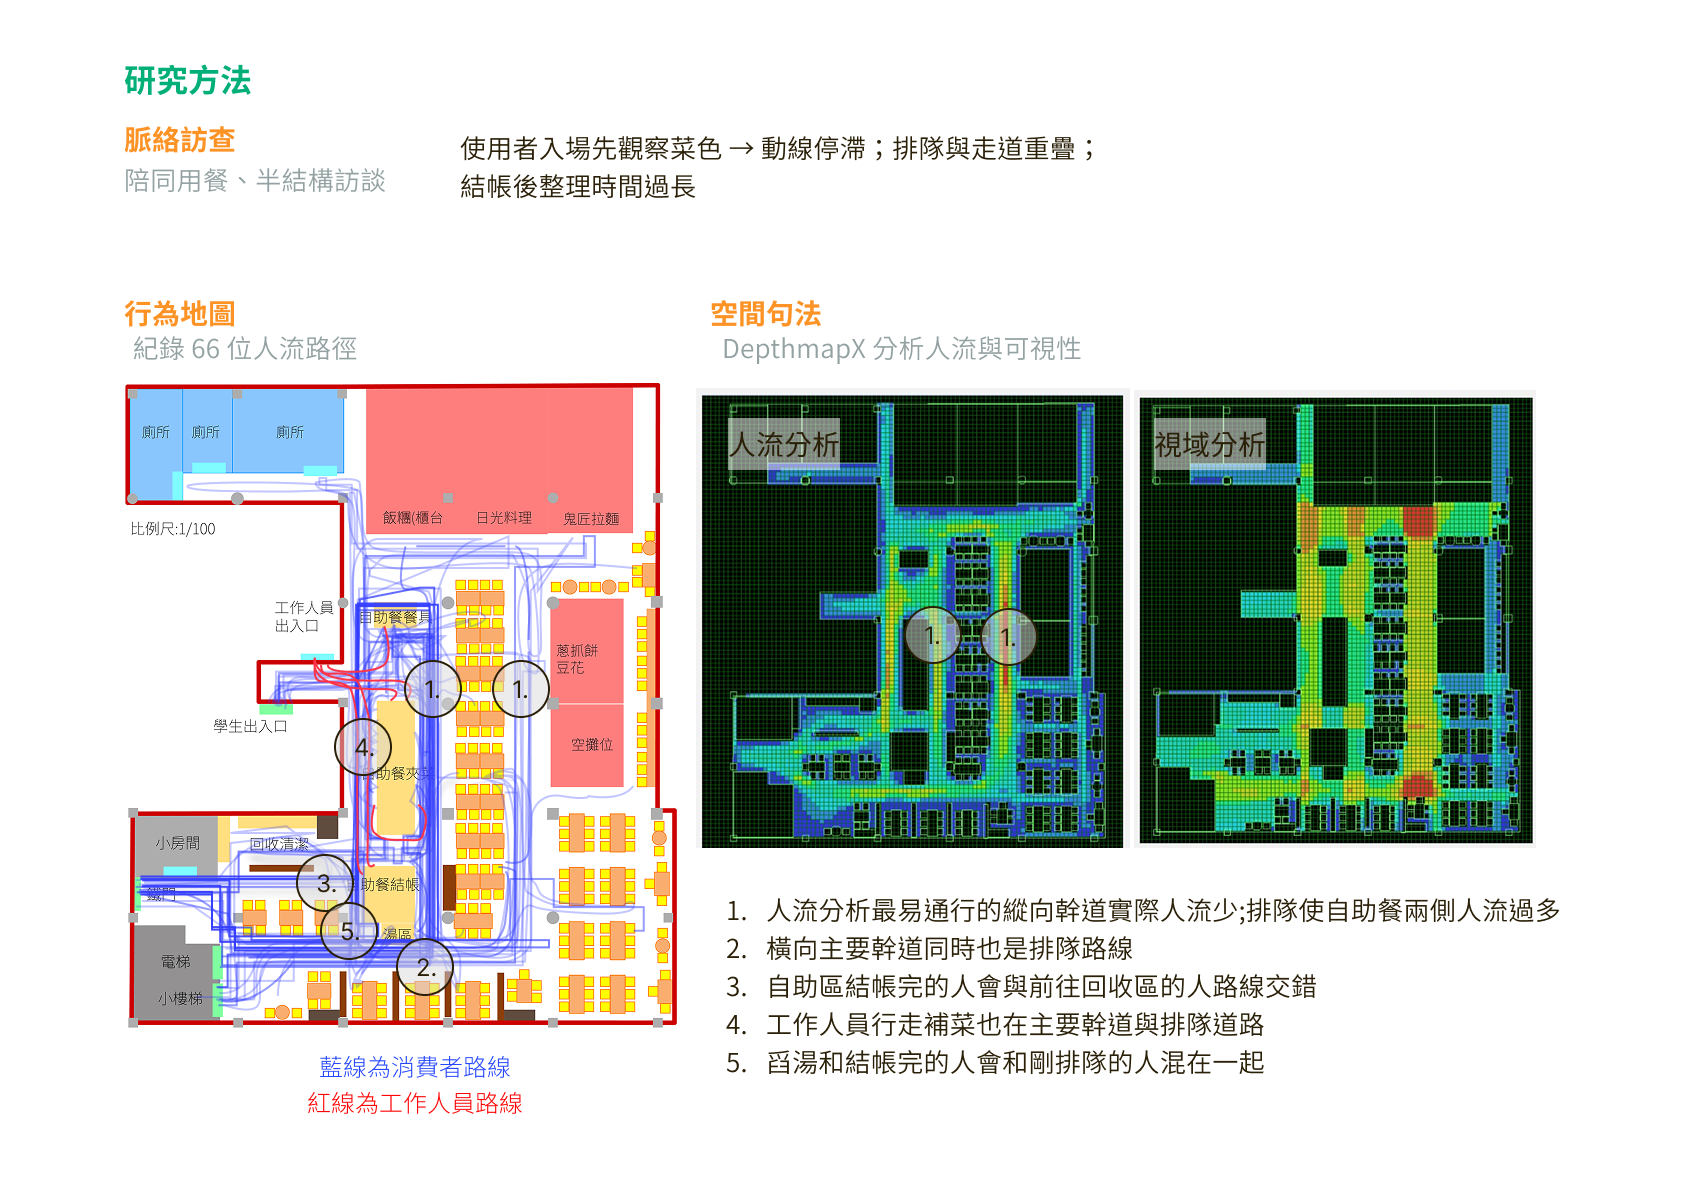 研究方法
脈絡訪查
陪同用餐、半結構訪談
使用者入場先觀察菜色 → 動線停滯；排隊與走道重疊；
結帳後整理時間過長
行為地圖
紀錄 66 位人流路徑
廁所
廁所
廁所
飯糰(櫃台
日光料理
鬼匠拉麵
比例尺:1/100
工作人員
出入口
自助餐餐具
蔥抓餅
豆花
1.
1.
學生出入口
4.
空攤位
自助餐夾菜
小房間
回收清潔
鐵門
3.
自助餐結帳
5.
湯區
電梯
2.
小樓梯
藍線為消費者路線
紅線為工作人員路線
空間句法
DepthmapX 分析人流與可視性
人流分析
1.
1.
視域分析
1. 人流分析最易通行的縱向幹道實際人流少;排隊使自助餐兩側人流過多
2. 橫向主要幹道同時也是排隊路線
3. 自助區結帳完的人會與前往回收區的人路線交錯
4. 工作人員行走補菜也在主要幹道與排隊道路
5. 舀湯和結帳完的人會和剛排隊的人混在一起